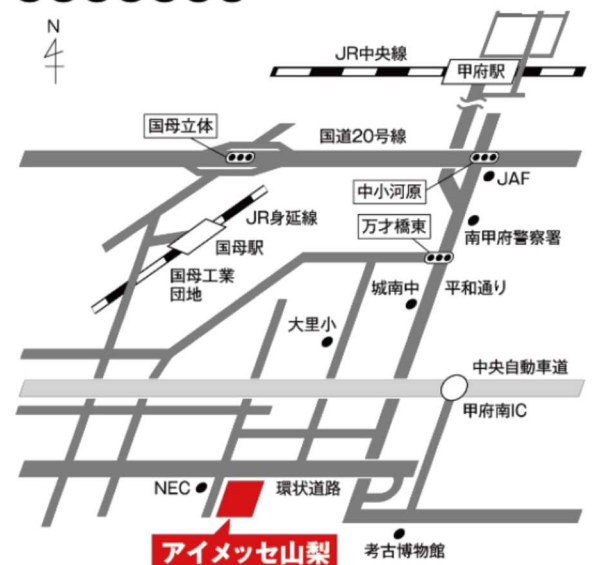 N
JR中央線
甲府駅
国母立体
国道20号線
中小河原
JAF
JR身延線
万才橋東
南甲府警察署
国母駅
国母工業
団地
城南中
平和通り
大里小
中央自動車道
甲府南IC
NEC
環状道路
アイメッセ山梨
考古博物館